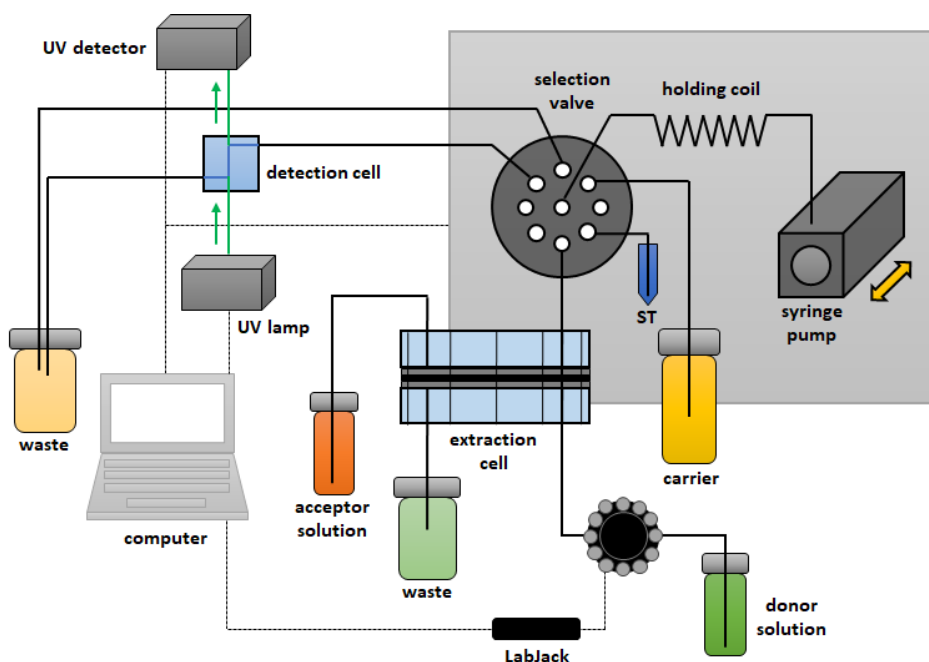 UV detector
selection
valve
holding coil
detection cell
UV lamp
ST
syringe
pump
waste
extraction
cell
carrier
acceptor
solution
computer
waste
donor
solution
LabJack